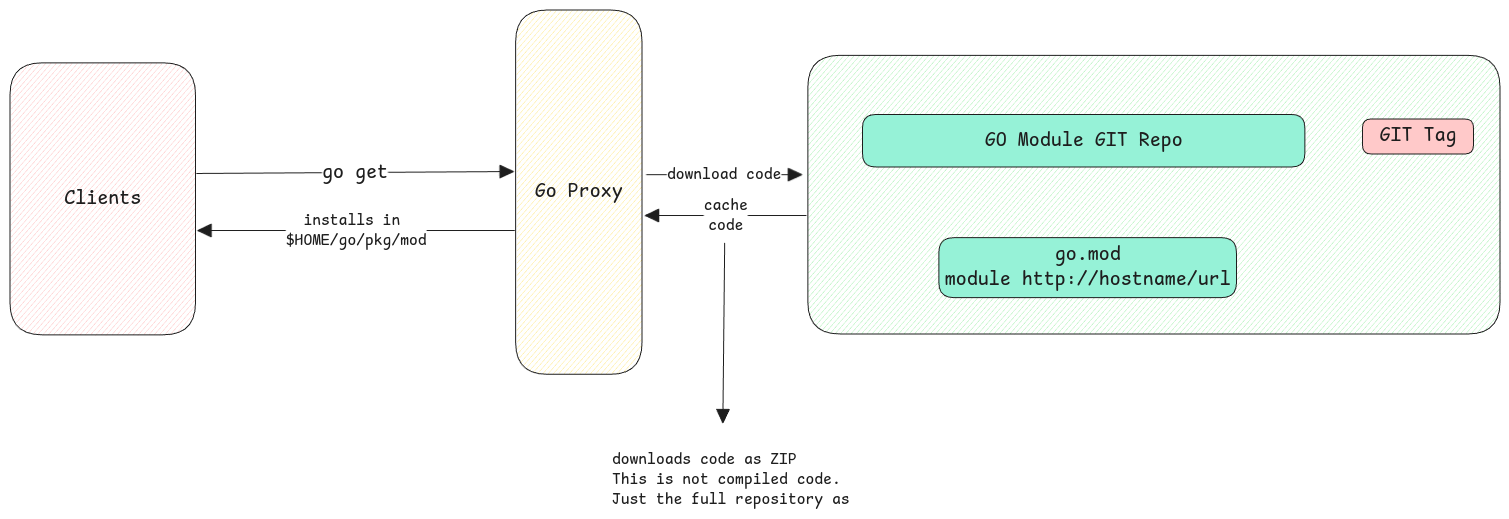 Clients
go get
installs in
$HOME/go/pkg/mod
Go Proxy
download code
cache
code
GO Module GIT Repo
GIT Tag
go.mod
module http://hostname/url
downloads code as ZIP
This is not compiled code.
Just the full repository as